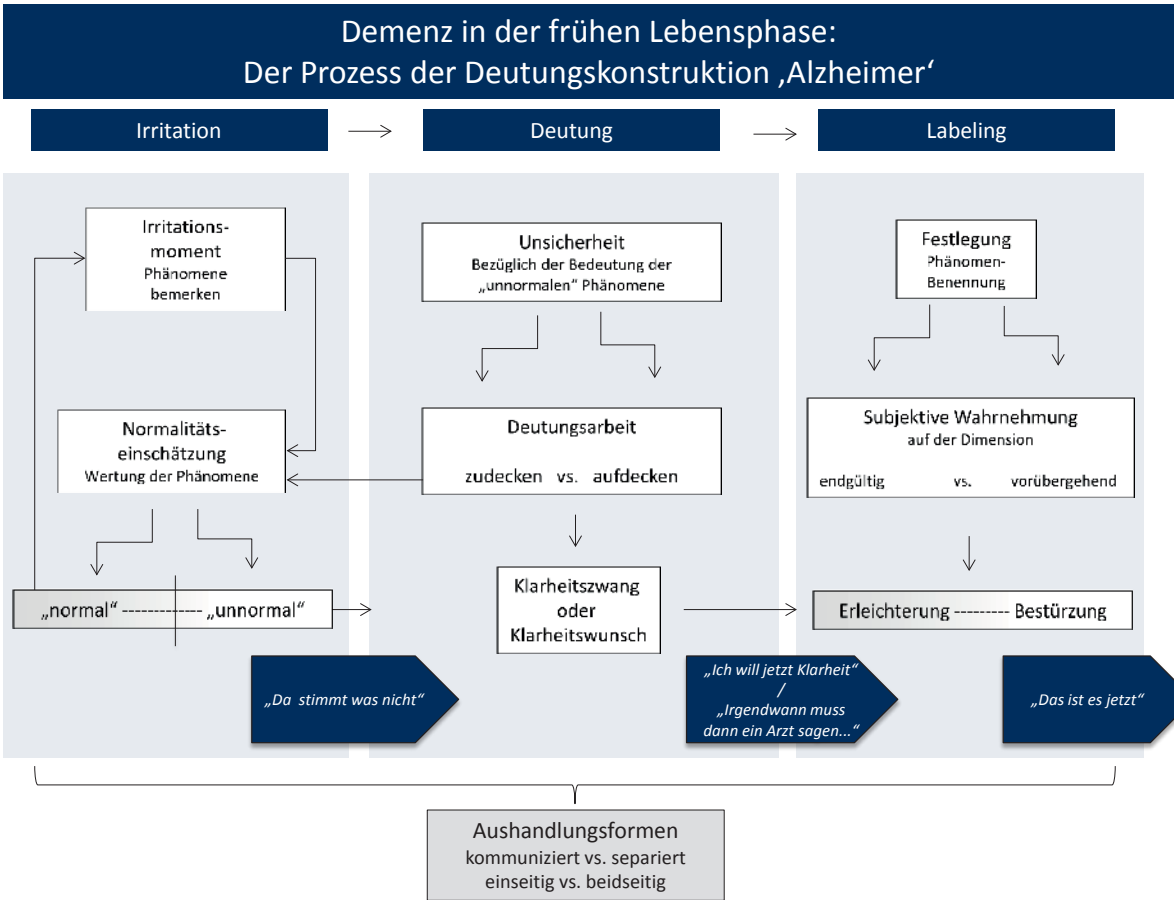 Demenz in der frühen Lebensphase:
Der Prozess der Deutungskonstruktion ‚Alzheimer‘
Irritation
Deutung
Labeling
Irritations-
moment
Phänomene
bemerken
Normalitäts-
einschätzung
Wertung der Phänomene
„normal“ ------------- „unnormal“
„Da stimmt was nicht“
Unsicherheit
Bezüglich der Bedeutung der
„unnormalen“ Phänomene
Deutungsarbeit
zudecken vs. aufdecken
Klarheitszwang
oder
Klarheitswunsch
„Ich will jetzt Klarheit“
/
„Irgendwann muss
dann ein Arzt sagen...“
Festlegung
Phänomen-
Benennung
Subjektive Wahrnehmung
auf der Dimension
endgültig vs. vorübergehend
Erleichterung --------- Bestürzung
„Das ist es jetzt“
Aushandlungsformen
kommuniziert vs. separiert
einseitig vs. beidseitig